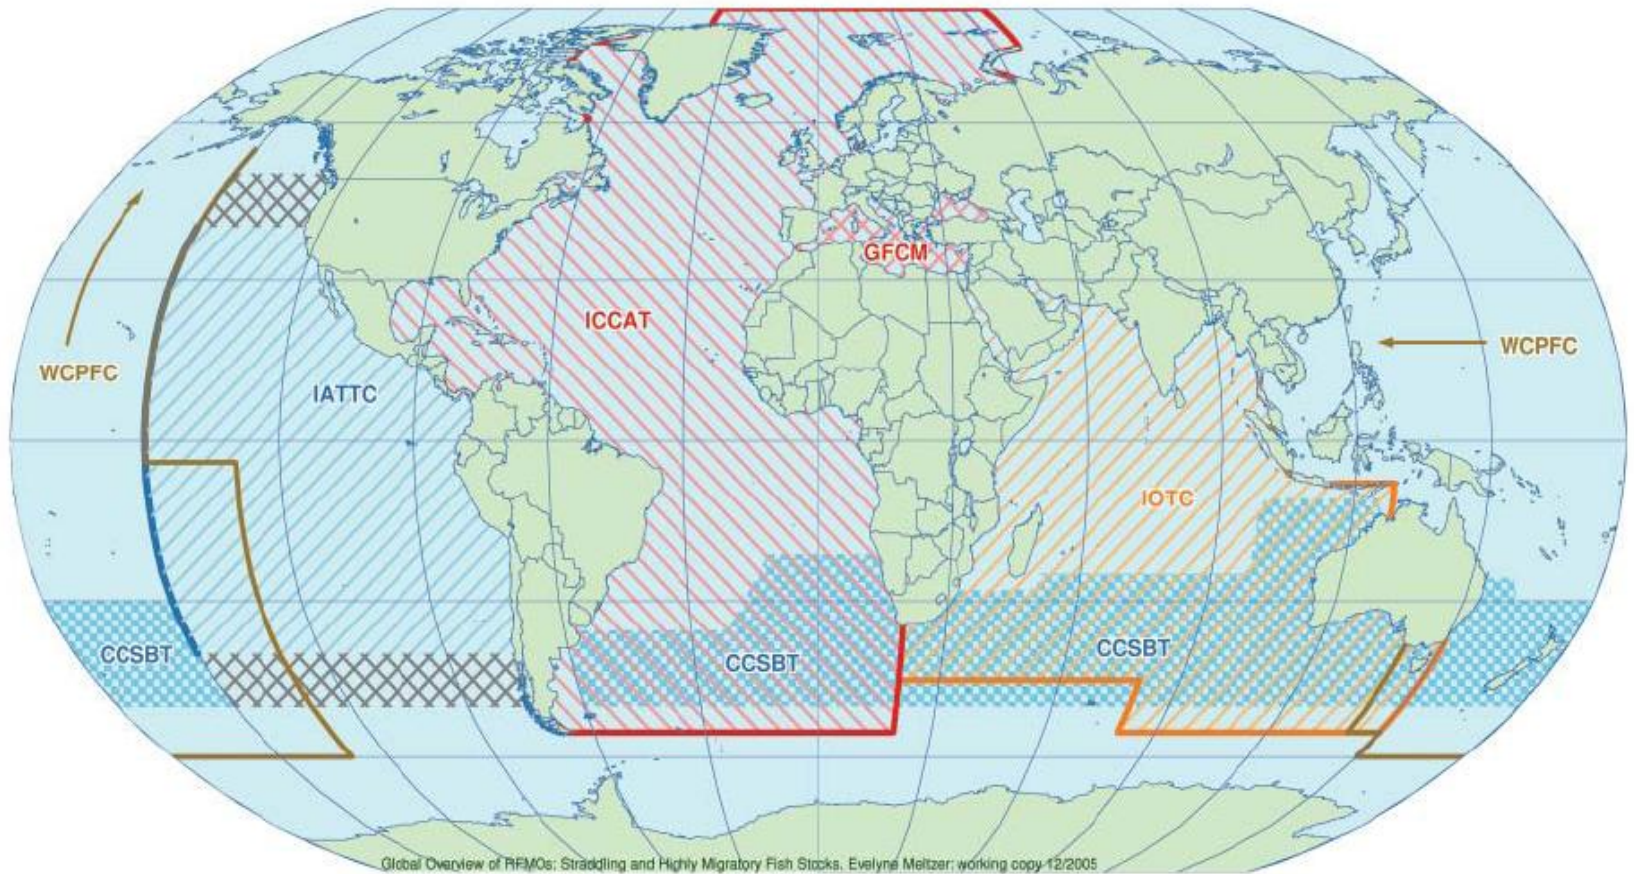 GFCM
ICCAT
WCPFC
WCPFC
IATTC
IOTC
CCSBT
CCSBT
CCSBT
Global Overview of RFMOs: Straddling and Highly Migratory Fish Stocks. Evelyne Meltzer: working copy 12/2005